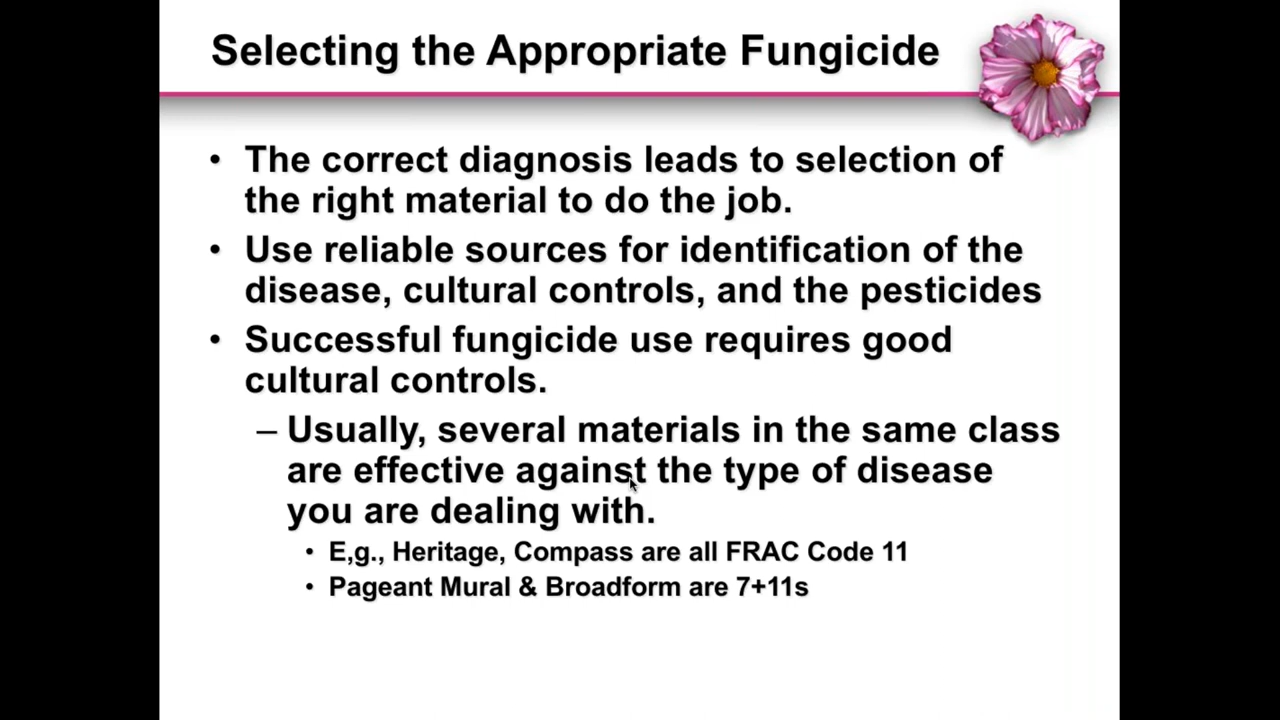 Selecting the Appropriate Fungicide
• The correct diagnosis leads to selection of
the right material to do the job.
• Use reliable sources for identification of the
disease, cultural controls, and the pesticides
• Successful fungicide use requires good
cultural controls.
– Usually, several materials in the same class
are effective against the type of disease
you are dealing with.
• E,g., Heritage, Compass are all FRAC Code 11
• Pageant Mural & Broadform are 7+11s